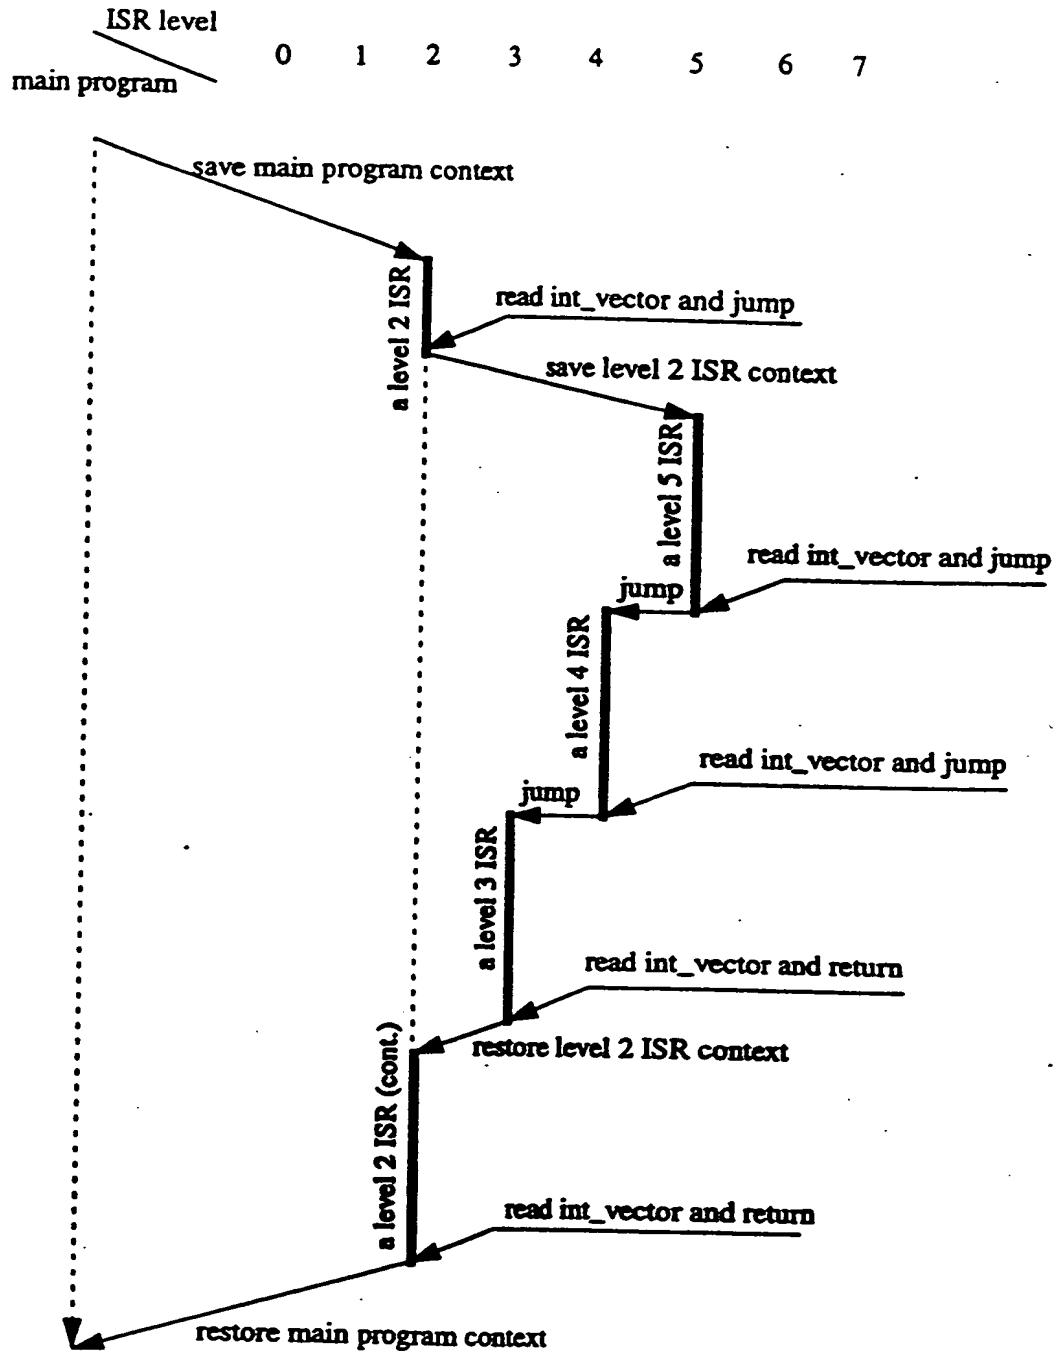 ISR level
0 1 2 3 4 5 6 7
main program
save main program context
a level 2 ISR
read int_vector and jump
save level 2 ISR context
a level 5 ISR
read int_vector and jump
jump
a level 4 ISR
read int_vector and jump
jump
a level 3 ISR
read int_vector and return
restore level 2 ISR context
a level 2 ISR (cont.)
read int_vector and return
restore main program context